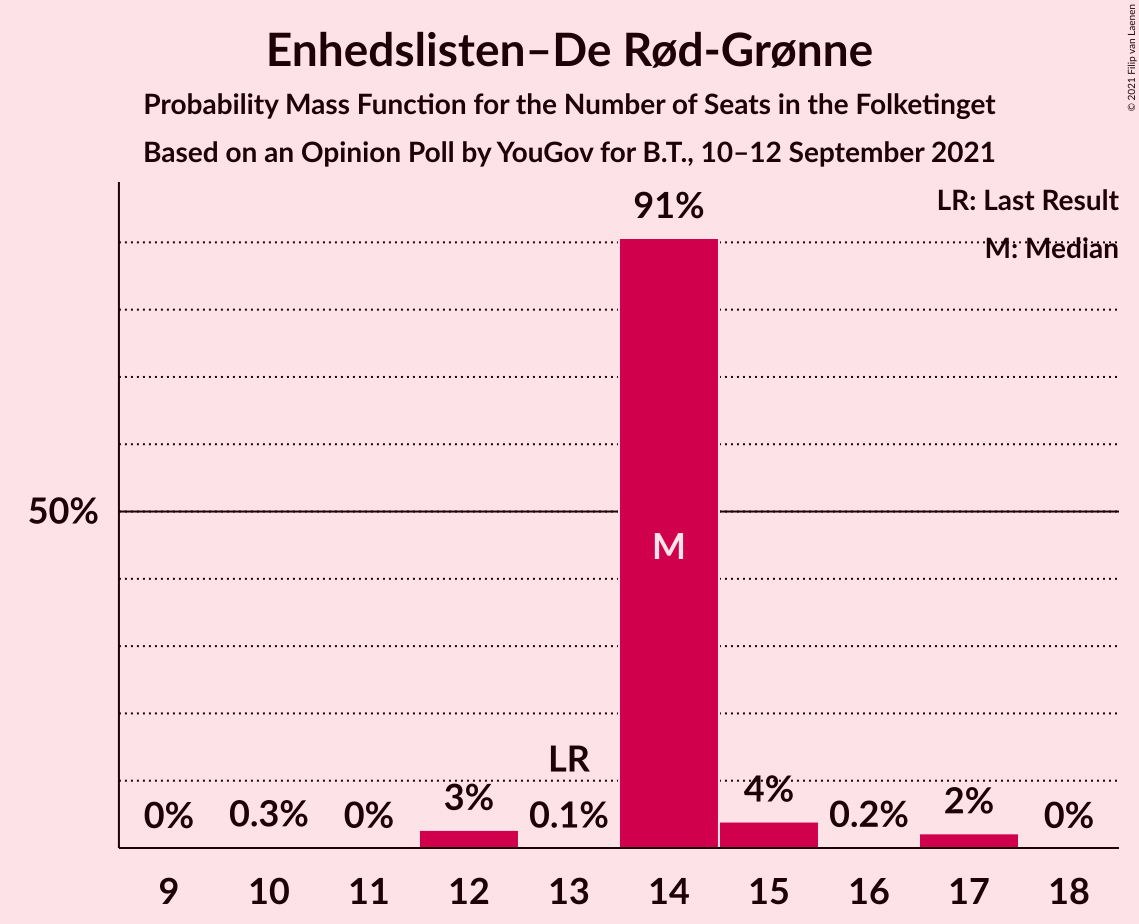 Enhedslisten–De Rød-Grønne
Probability Mass Function for the Number of Seats in the Folketinget
Based on an Opinion Poll by YouGov for B.T., 10–12 September 2021
© 2021 Filip van Laenen
LR: Last Result
M: Median
91%
50%
M
LR
0%
0.3%
0%
3%
0.1%
4%
0.2%
2%
0%
9 10 11 12 13 14 15 16 17 18